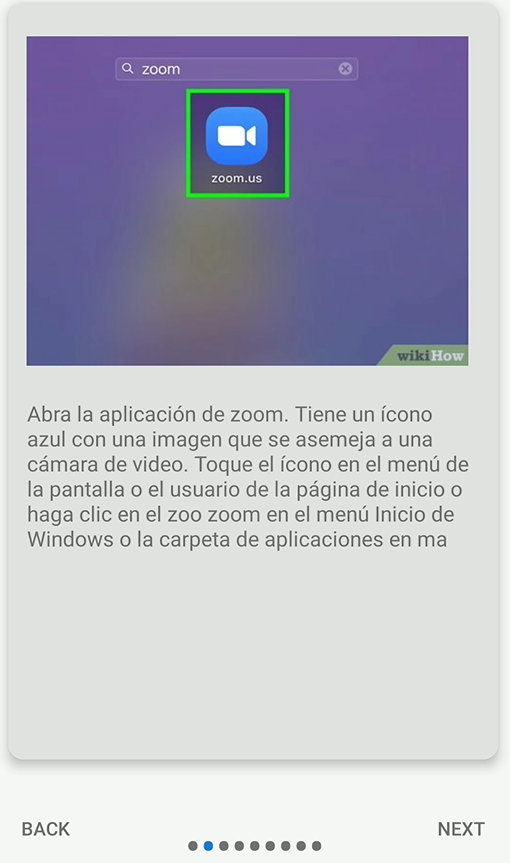 zoom
zoom.us
wikiHow
Abra la aplicación de zoom. Tiene un ícono
azul con una imagen que se asemeja a una
cámara de video. Toque el ícono en el menú de
la pantalla o el usuario de la página de inicio o
haga clic en el zoo zoom en el menú Inicio de
Windows o la carpeta de aplicaciones en ma
BACK
NEXT